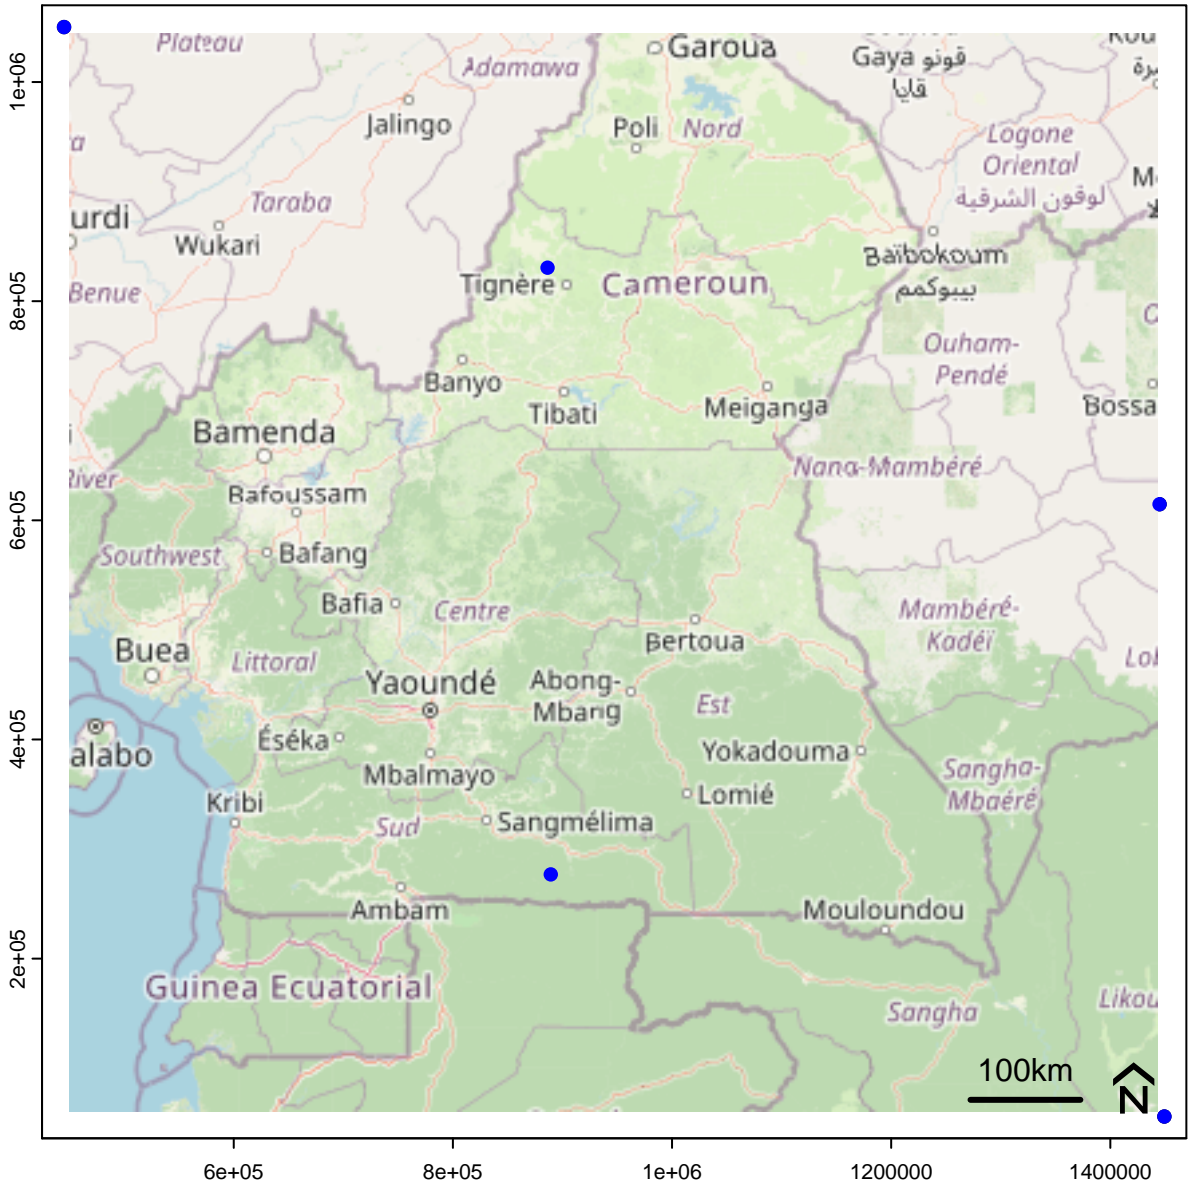 Plateau
Adamawa
Garoua
Gaya قونو
قايا
1e+06
Jalingo
Poli
Nord
Logone
Oriental
لوقون الشرقية
Taraba
urdi
Wukari
Baïbokoum
بيبوكمم
Tignère
Cameroun
Benue
8e+05
Ouham-
Pendé
Banyo
Tibati
Meiganga
Bossa
Bamenda
River
Nana-Mambéré
Bafoussam
6e+05
Southwest
Bafang
Bafia
Centre
Mambéré-
Kadéï
Bertoua
Buea
Littoral
Yaoundé
Abong-
Mbang
Est
4e+05
alabo
Éséka
Yokadouma
Mbalmayo
Sangha-
Mbaéré
Kribi
Lomié
Sud
Sangmélima
Ambam
Mouloundou
2e+05
Guinea Ecuatorial
Sangha
Likou
100km
N
6e+05 8e+05 1e+06 1200000 1400000